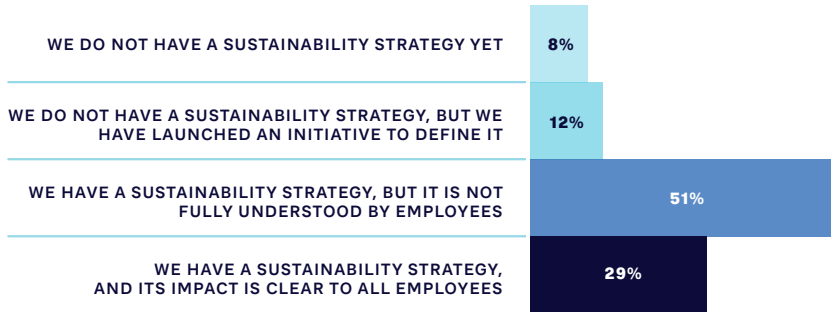 WE DO NOT HAVE A SUSTAINABILITY STRATEGY YET
8%
WE DO NOT HAVE A SUSTAINABILITY STRATEGY, BUT WE
HAVE LAUNCHED AN INITIATIVE TO DEFINE IT
12%
WE HAVE A SUSTAINABILITY STRATEGY, BUT IT IS NOT
FULLY UNDERSTOOD BY EMPLOYEES
51%
WE HAVE A SUSTAINABILITY STRATEGY,
AND ITS IMPACT IS CLEAR TO ALL EMPLOYEES
29%